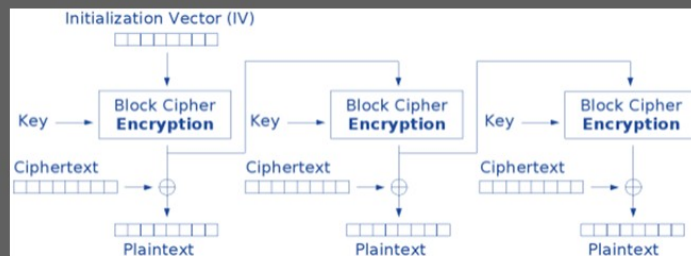 Initialization Vector (IV)
Block Cipher
Encryption
Key
Block Cipher
Encryption
Key
Block Cipher
Encryption
Key
Ciphertext
Ciphertext
Ciphertext
Plaintext
Plaintext
Plaintext